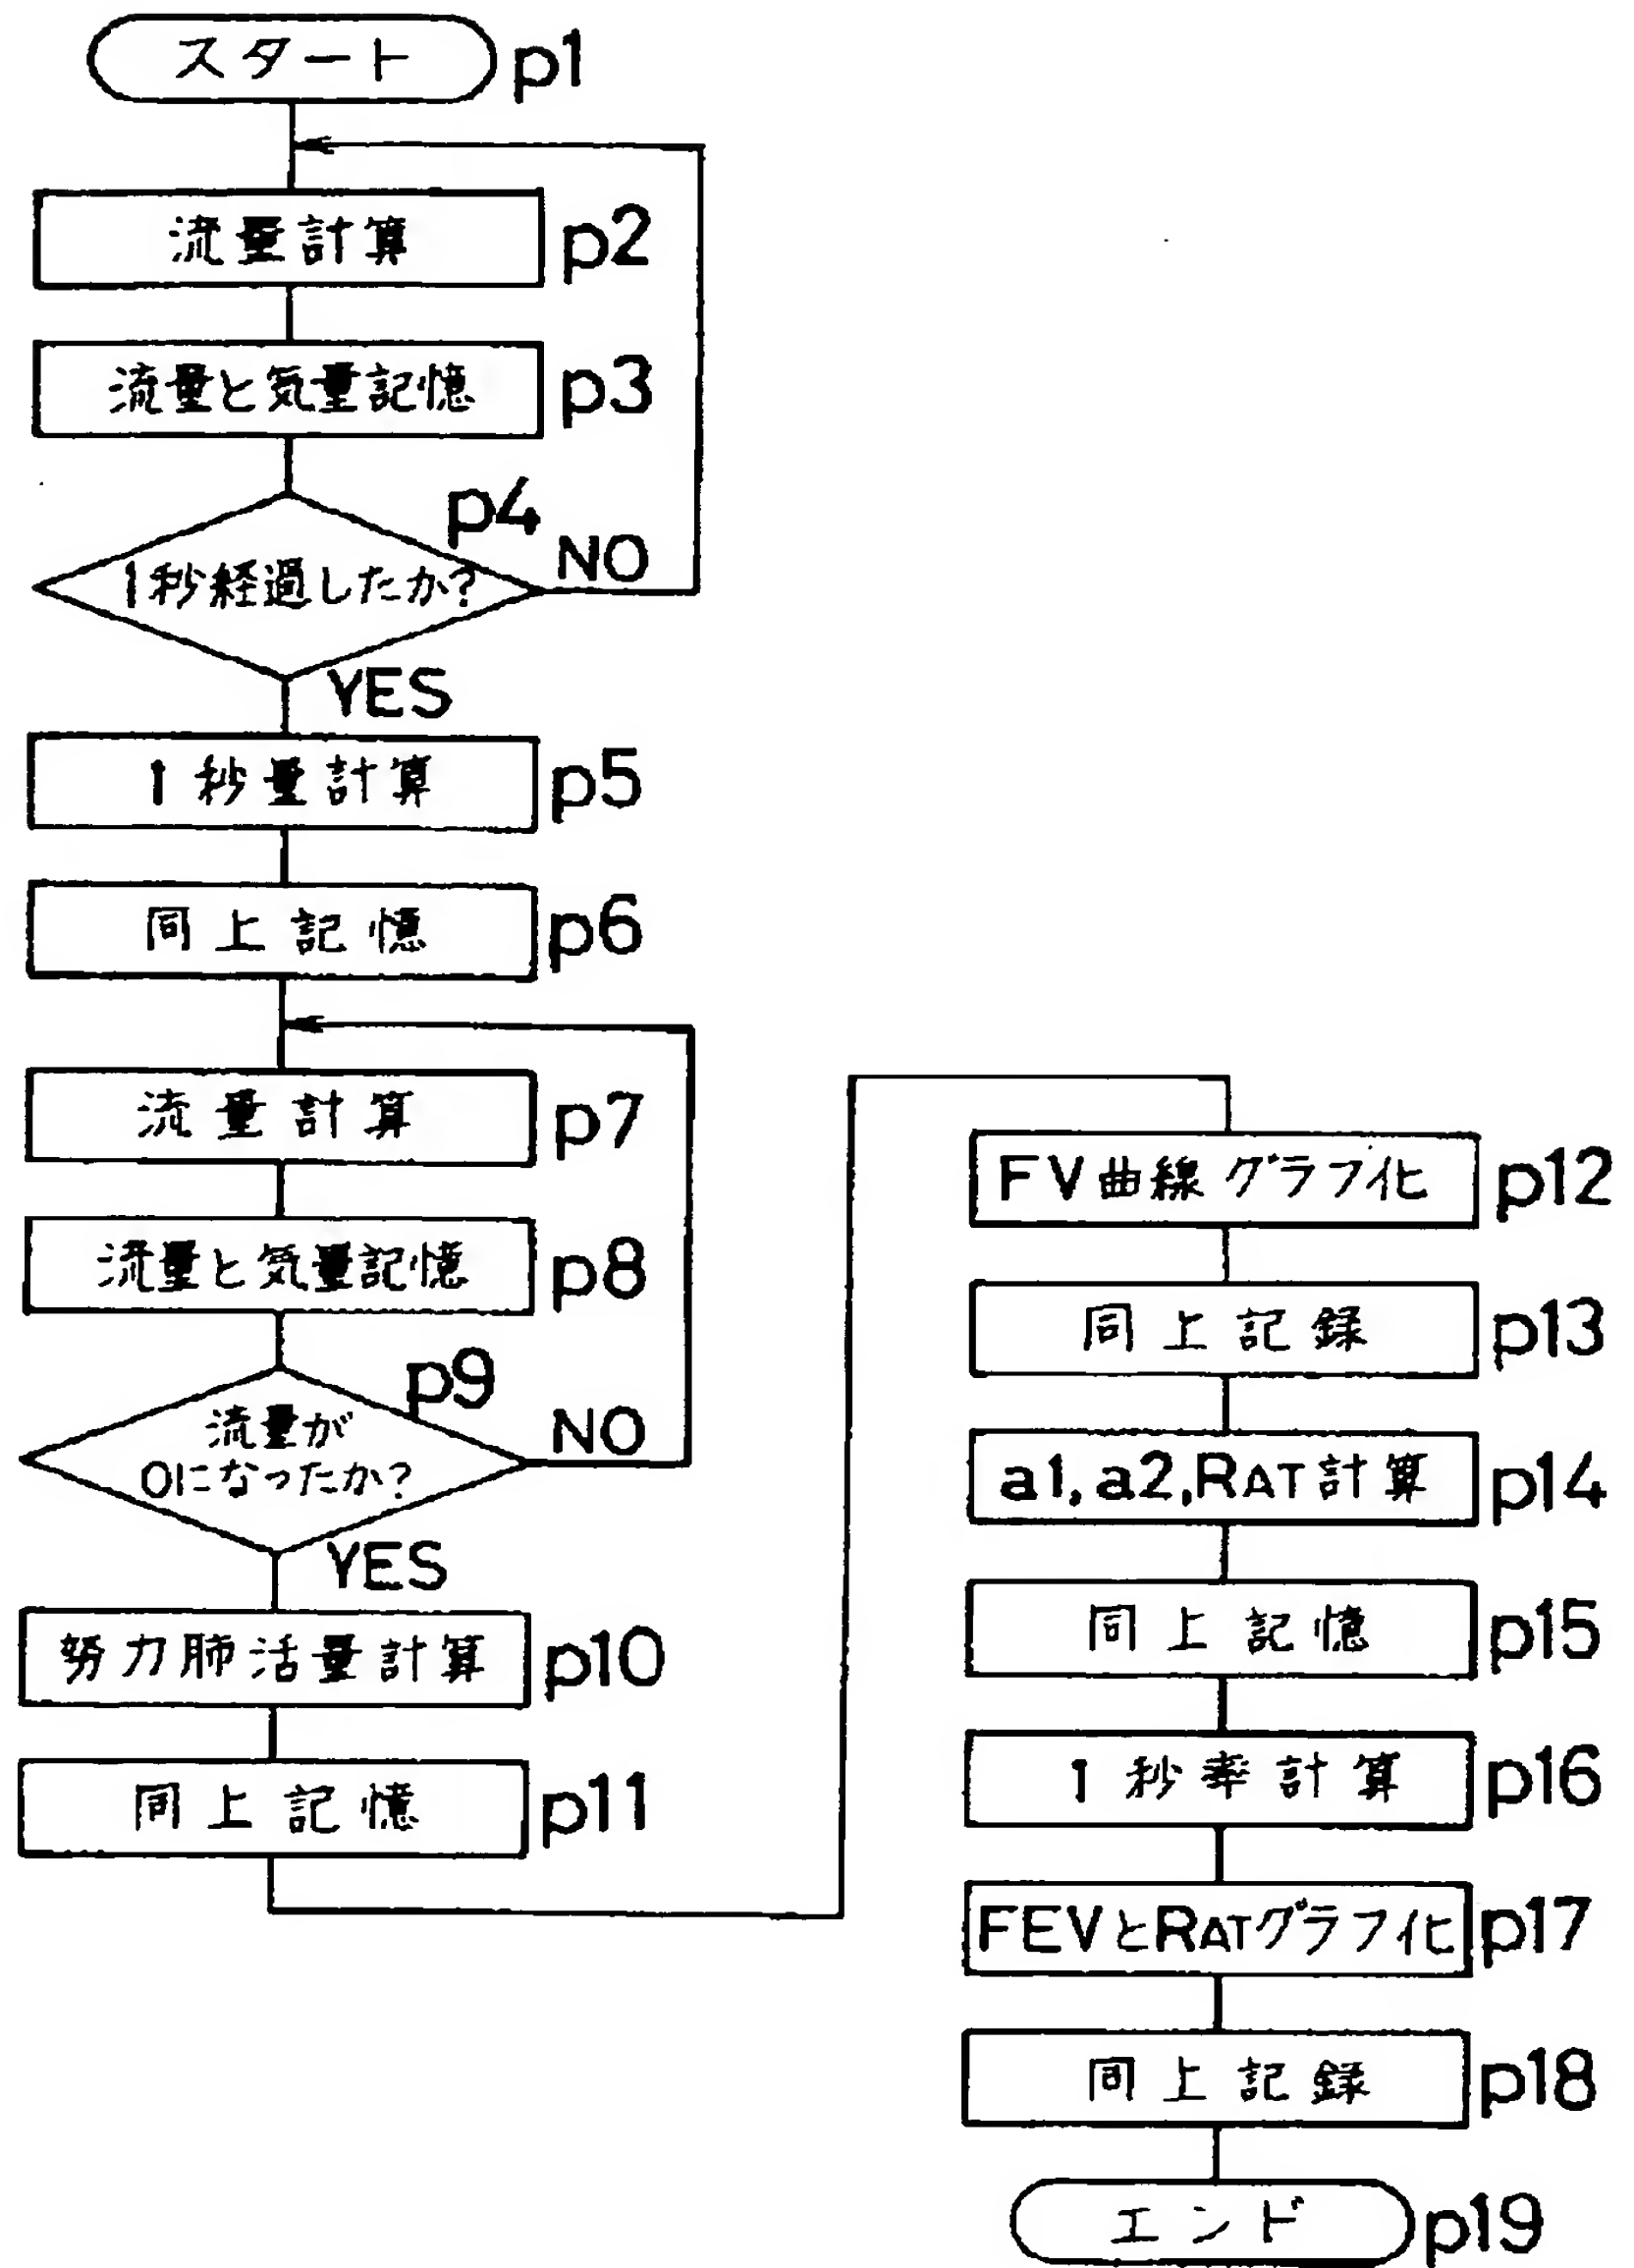 スタート p1
流量計算 p2
流量と気量記憶 p3
p4
1秒経過したか? NO
YES
1秒量計算 p5
同上記憶 p6
流量計算 p7
流量と気量記憶 p8
p9
流量が
0になったか? NO
YES
努力肺活量計算 p10
同上記憶 p11
FV曲線グラフ化 p12
同上記録 p13
a1,a2,RAT計算 p14
同上記憶 p15
1秒率計算 p16
FEVとRATグラフ化 p17
同上記録 p18
エンド p19